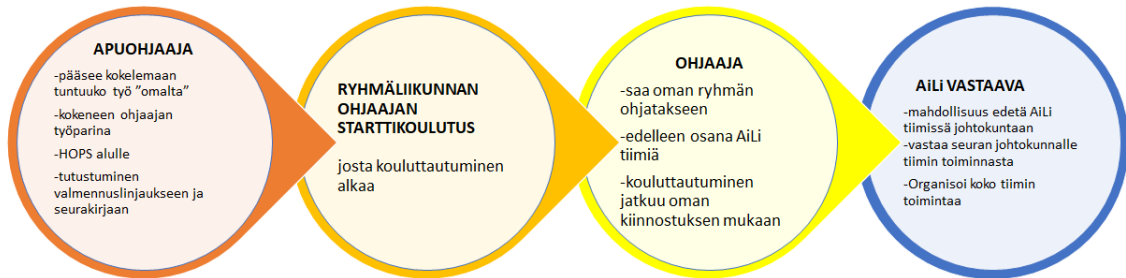 APUOHJAAJA
-pääsee kokelemaan
tuntuuko työ ”omalta”
-kokeneen ohjaajan
työparina
-HOPS alulle
-tutustuminen
valmennuslinjaukseen ja
seurakirjaan
RYHMÄLIIKUNNAN
OHJAAJAN
STARTTIKOULUTUS
josta kouluttautuminen
alkaa
OHJAAJA
-saa oman ryhmän
ohjatakseen
-edelleen osana AiLi
tiimiä
-kouluttautuminen
jatkuu oman
kiinnostuksen mukaan
AiLi VASTAAVA
-mahdollisuus edetä AiLi
tiimissä johtokuntaan
-vastaa seuran johtokunnalle
tiimin toiminnasta
-Organisoi koko tiimin
toimintaa